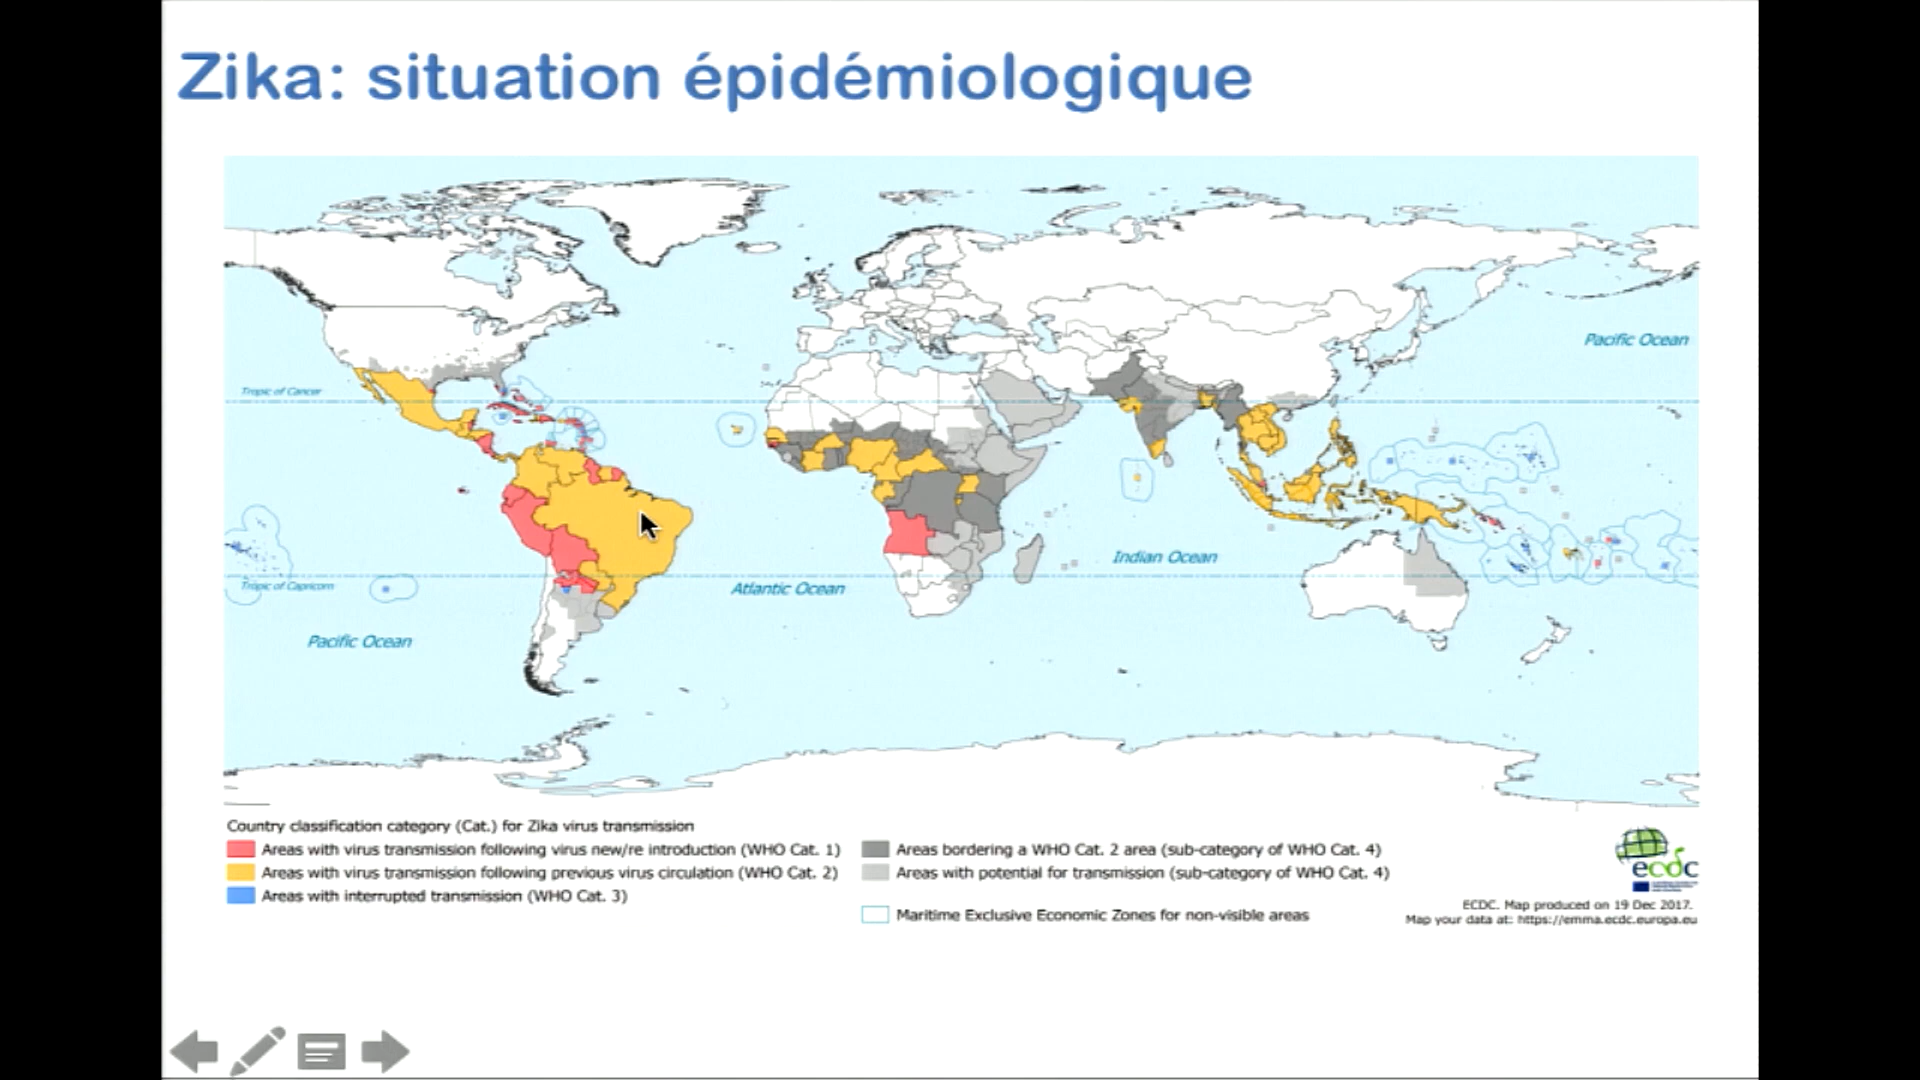 Zika: situation épidémiologique
Pacific Ocean
Tropic of Cancer
Indian Ocean
Tropic of Capricorn
Atlantic Ocean
Pacific Ocean
Country classification category (Cat.) for Zika virus transmission
Areas with virus transmission following virus new/re introduction (WHO Cat. 1)
Areas with virus transmission following previous virus circulation (WHO Cat. 2)
Areas with interrupted transmission (WHO Cat. 3)
Areas bordering a WHO Cat. 2 area (sub-category of WHO Cat. 4)
Areas with potential for transmission (sub-category of WHO Cat. 4)
Maritime Exclusive Economic Zones for non-visible areas
ecdc
ECDC. Map produced on 19 Dec 2017.
Map your data at: https://emma.ecdc.europa.eu